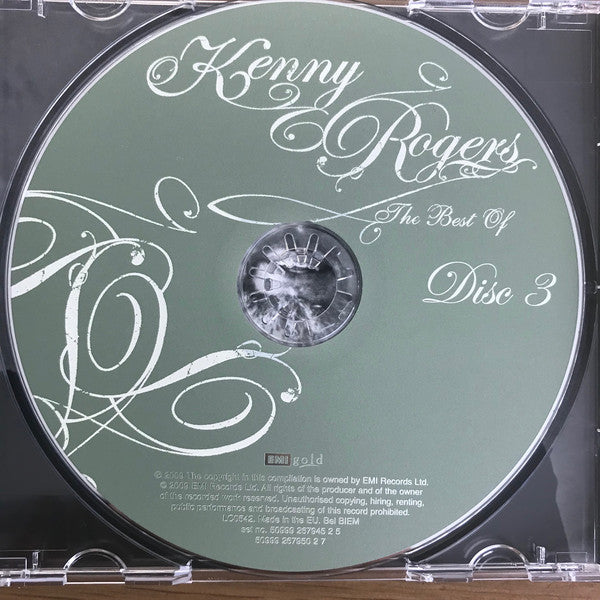 Kenny
Rogers
The Best Of
Disc 3
EMI gold
℗ 2009 The copyright in this compilation is owned by EMI Records Ltd.
© 2009 EMI Records Ltd. All rights of the producer and of the owner
of the recorded work reserved. Unauthorised copying, hiring, renting,
public performance and broadcasting of this record prohibited.
LC0542. Made in the EU. Bel BIEM
set no. 50999 267945 2 5
50999 267950 2 7